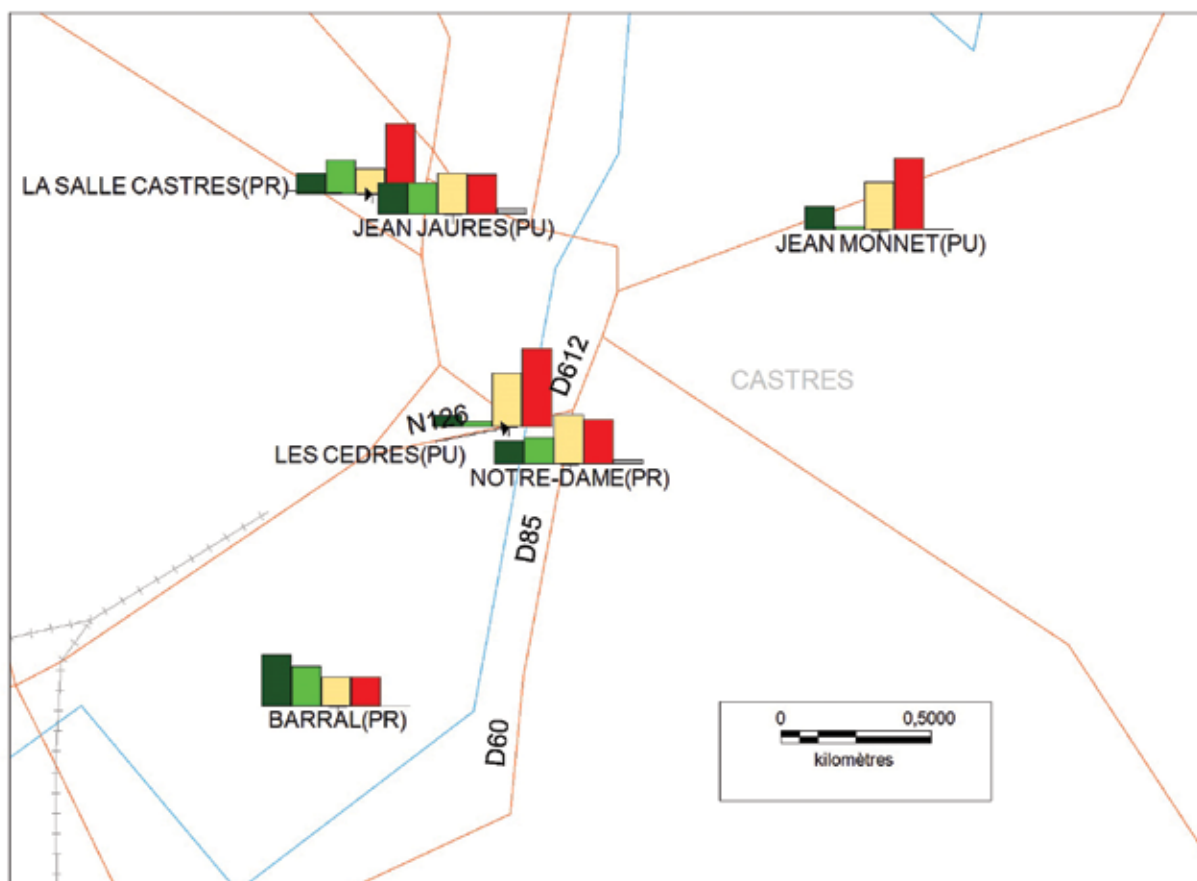 LA SALLE CASTRES(PR)
JEAN JAURES(PU)
JEAN MONNET(PU)
D612
CASTRES
N126
LES CEDRES(PU)
NOTRE-DAME(PR)
D85
BARRAL(PR)
D60
0 0,5000
kilomètres